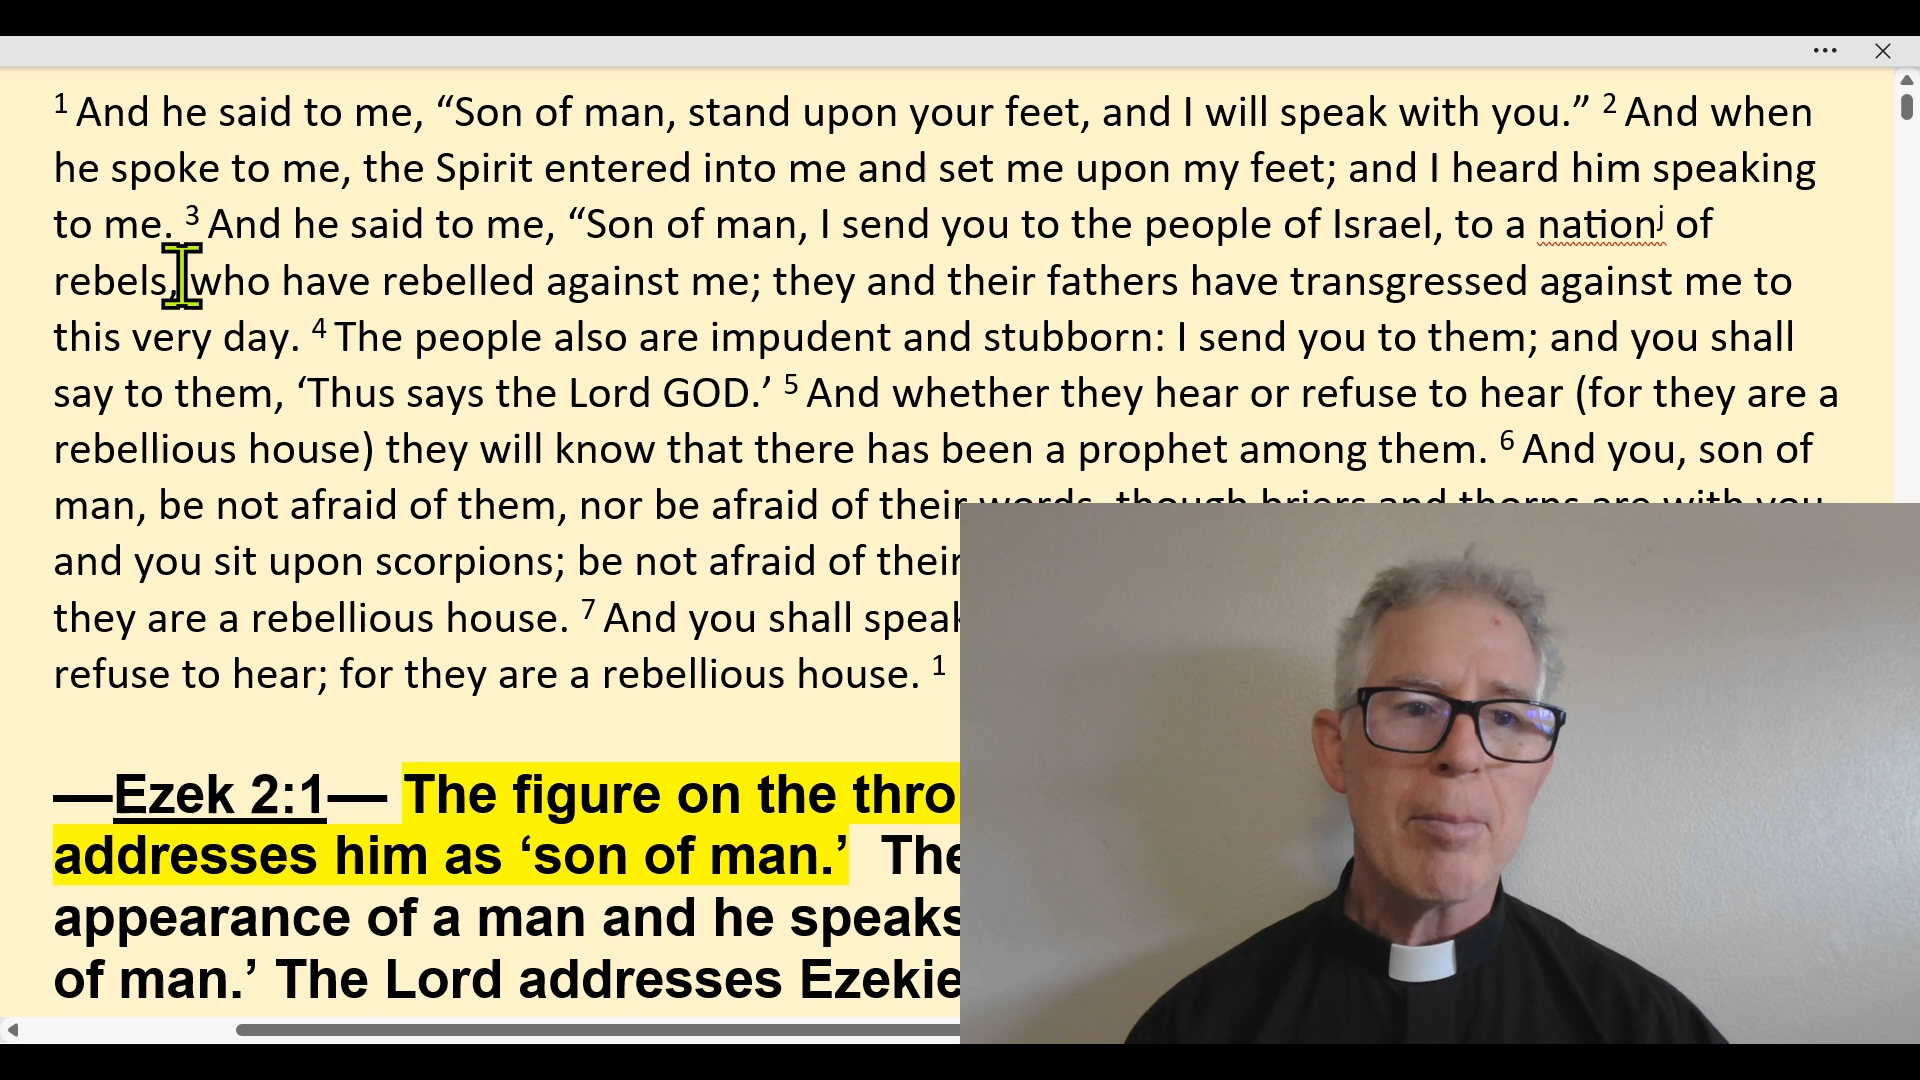 1 And he said to me, “Son of man, stand upon your feet, and I will speak with you.” 2 And when
he spoke to me, the Spirit entered into me and set me upon my feet; and I heard him speaking
to me. 3 And he said to me, “Son of man, I send you to the people of Israel, to a nationj of
rebels, who have rebelled against me; they and their fathers have transgressed against me to
this very day. 4 The people also are impudent and stubborn: I send you to them; and you shall
say to them, ‘Thus says the Lord GOD.’ 5 And whether they hear or refuse to hear (for they are a
rebellious house) they will know that there has been a prophet among them. 6 And you, son of
man, be not afraid of them, nor be afraid of their words, though briers and thorns are with you
and you sit upon scorpions; be not afraid of their
they are a rebellious house. 7 And you shall speak
refuse to hear; for they are a rebellious house. 1
—Ezek 2:1— The figure on the thro
addresses him as ‘son of man.’ The
appearance of a man and he speaks
of man.’ The Lord addresses Ezekie